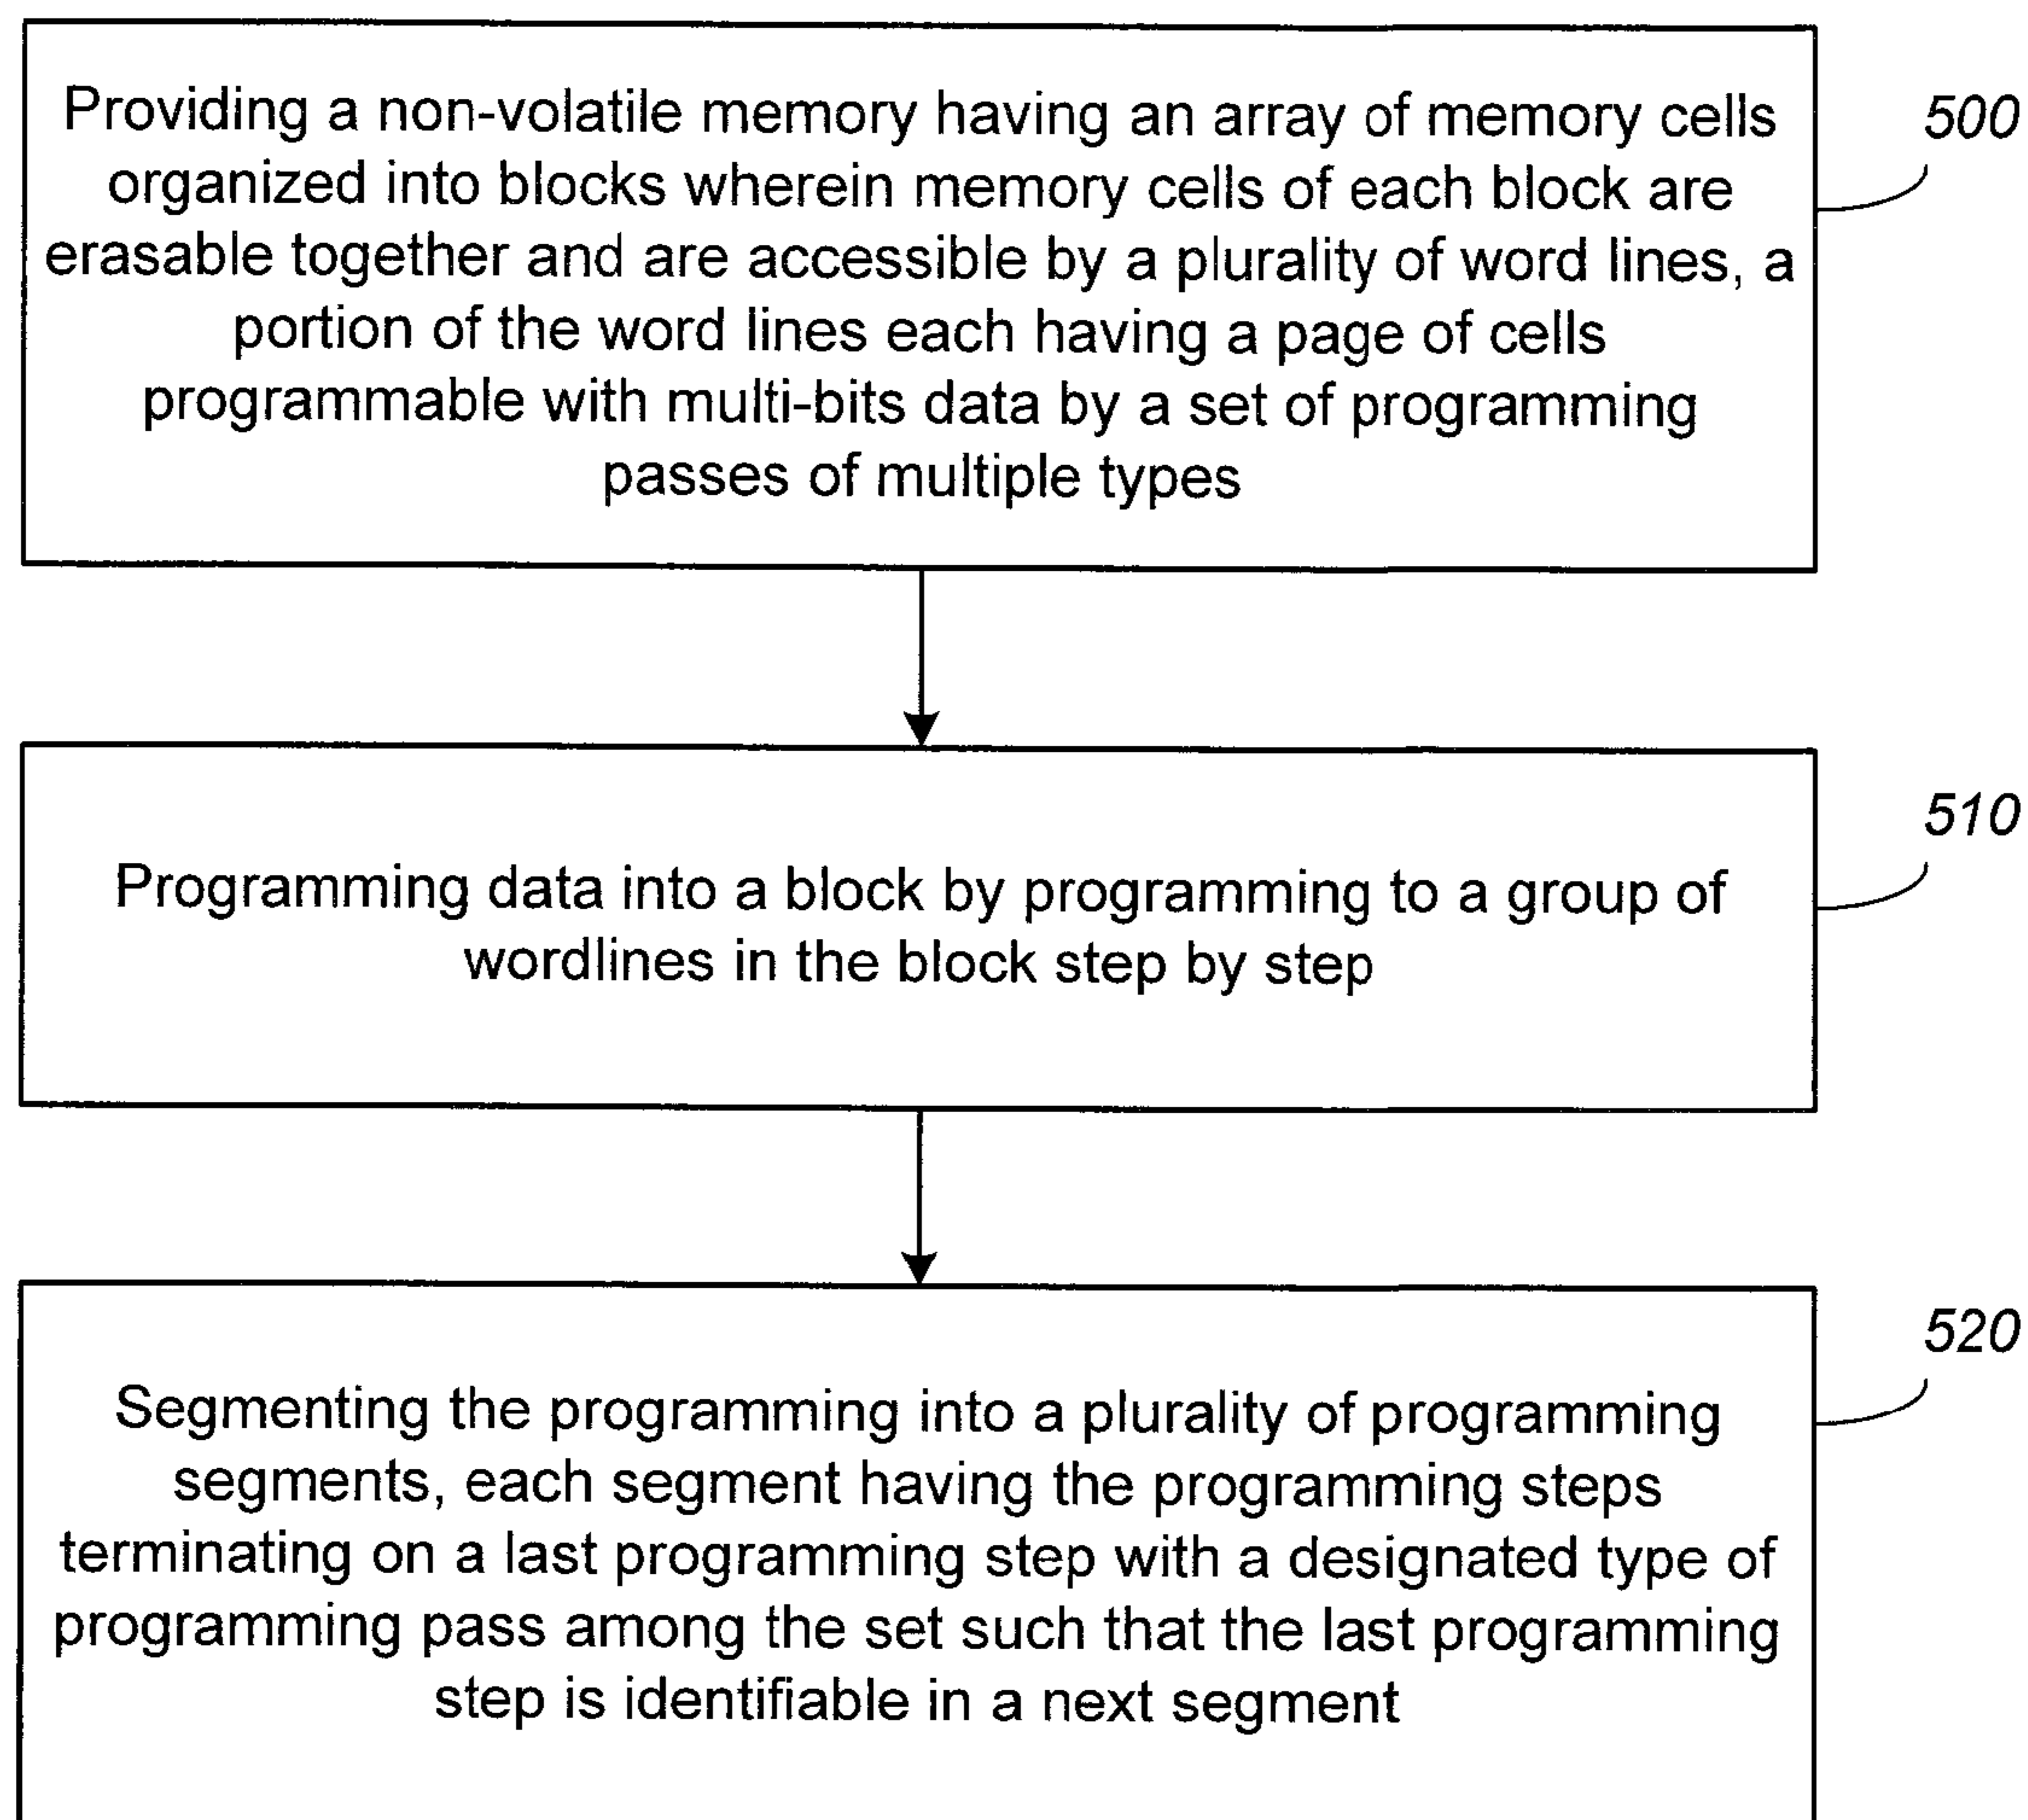 Providing a non-volatile memory having an array of memory cells
organized into blocks wherein memory cells of each block are
erasable together and are accessible by a plurality of word lines, a
portion of the word lines each having a page of cells
programmable with multi-bits data by a set of programming
passes of multiple types
500
Programming data into a block by programming to a group of
wordlines in the block step by step
510
Segmenting the programming into a plurality of programming
segments, each segment having the programming steps
terminating on a last programming step with a designated type of
programming pass among the set such that the last programming
step is identifiable in a next segment
520